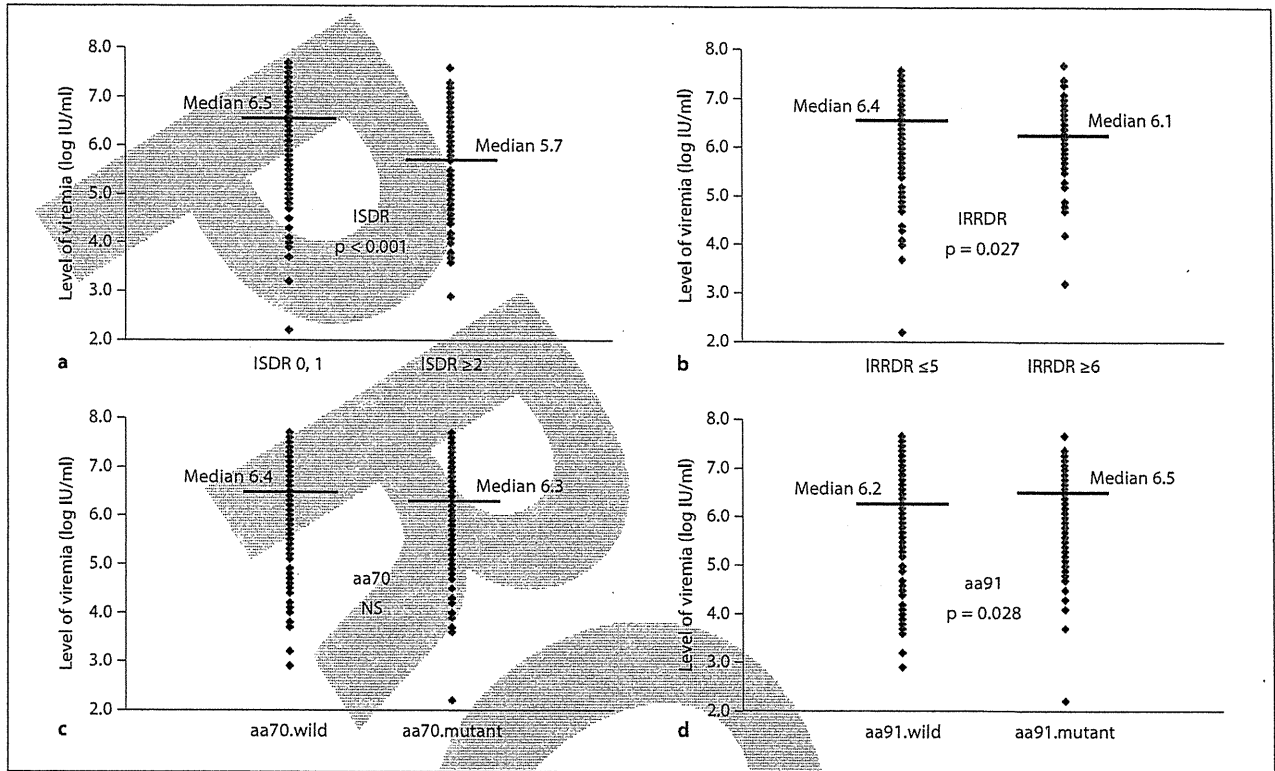 8.0
7.0
6.0
5.0
4.0
3.0
2.0
Level of viremia (log IU/ml)
Median 6.5
Median 5.7
ISDR
p < 0.001
a
ISDR 0, 1
ISDR ≥2
8.0
7.0
6.0
5.0
4.0
3.0
2.0
Level of viremia (log IU/ml)
Median 6.4
Median 6.1
IRRDR
p = 0.027
b
IRRDR ≤5
IRRDR ≥6
8.0
7.0
6.0
5.0
4.0
3.0
2.0
Level of viremia (log IU/ml)
Median 6.4
Median 6.3
aa70
NS
c
aa70.wild
aa70.mutant
8.0
7.0
6.0
5.0
4.0
3.0
2.0
Level of viremia (log IU/ml)
Median 6.2
Median 6.5
aa91
p = 0.028
d
aa91.wild
aa91.mutant